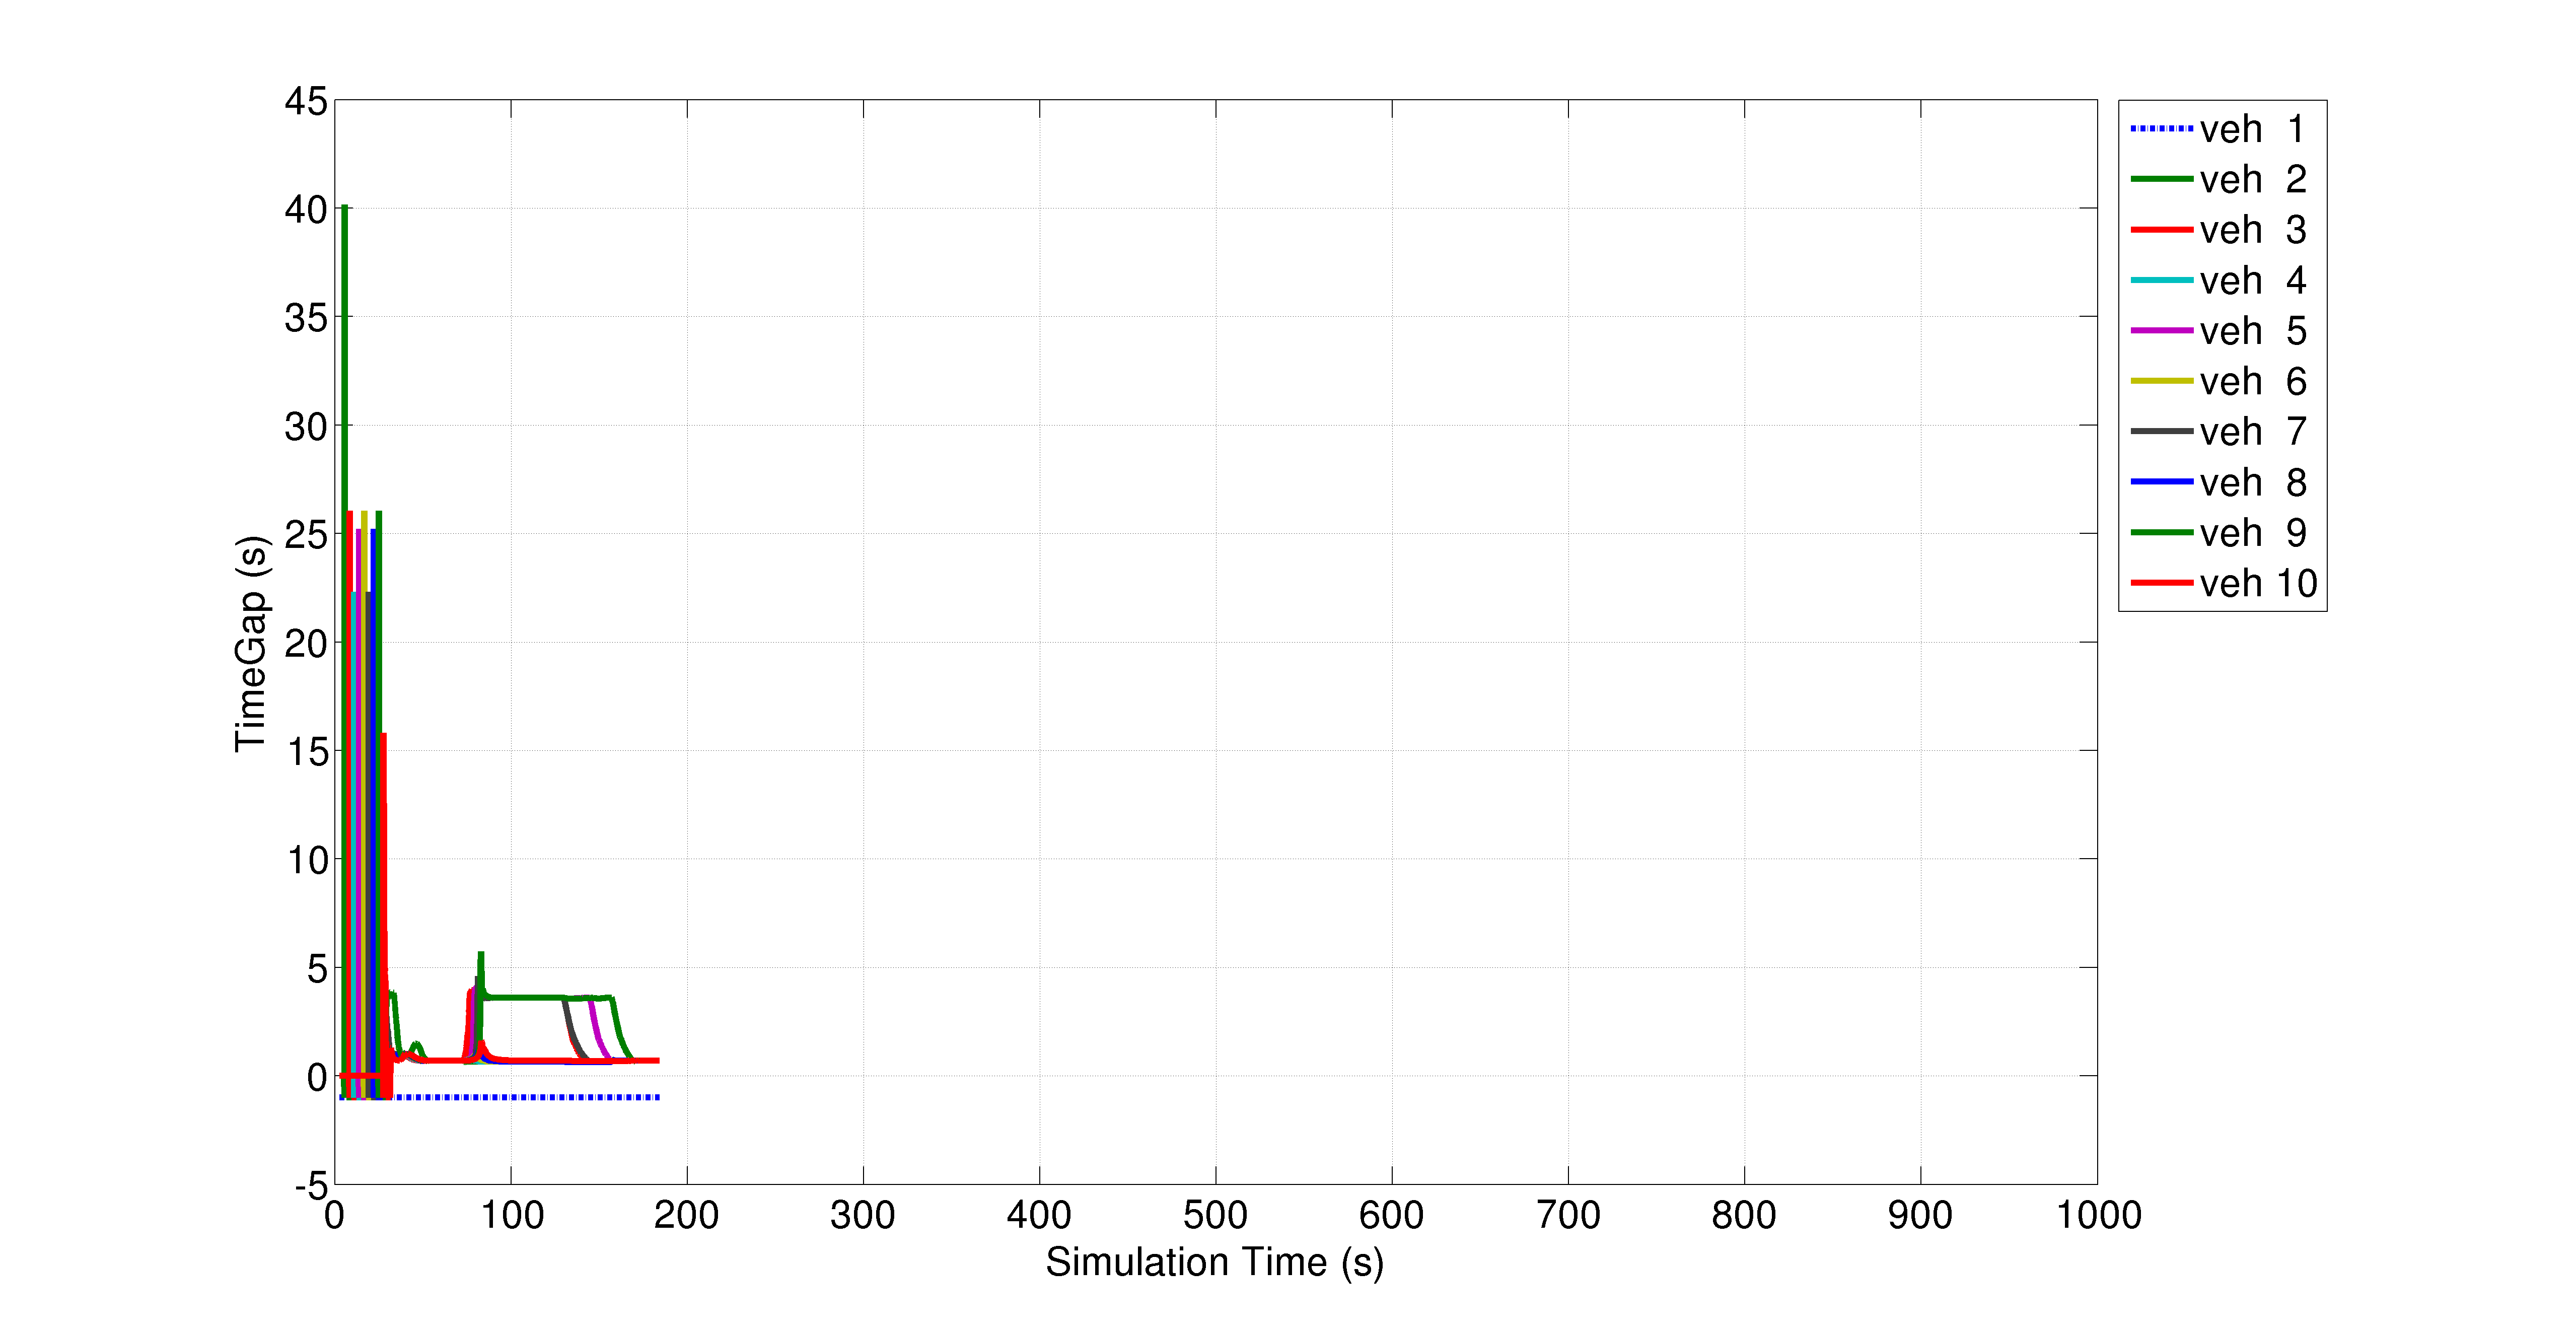 45
40
35
30
25
20
15
10
5
0
-5
TimeGap (s)
0 100 200 300 400 500 600 700 800 900 1000
Simulation Time (s)
veh 1
veh 2
veh 3
veh 4
veh 5
veh 6
veh 7
veh 8
veh 9
veh 10